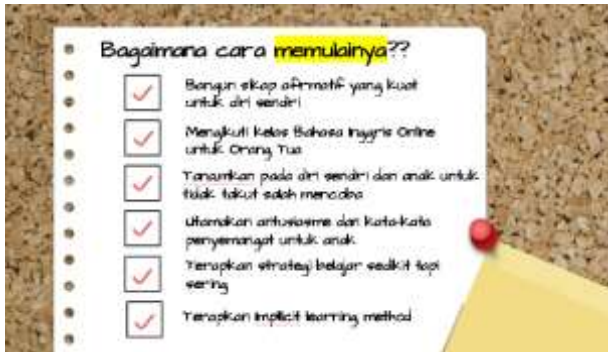 Bagaimana cara memulainya??
Bangun sikap afirmatif yang kuat
untuk diri sendiri
Mengikuti kelas Bahasa Inggris Online
untuk Orang Tua
Tanamkan pada diri sendiri dan anak untuk
tidak takut salah mencoba
Utamakan antusiasme dan kata-kata
penyemangat untuk anak
Terapkan strategi belajar sedikit tapi
sering
Terapkan implicit learning method